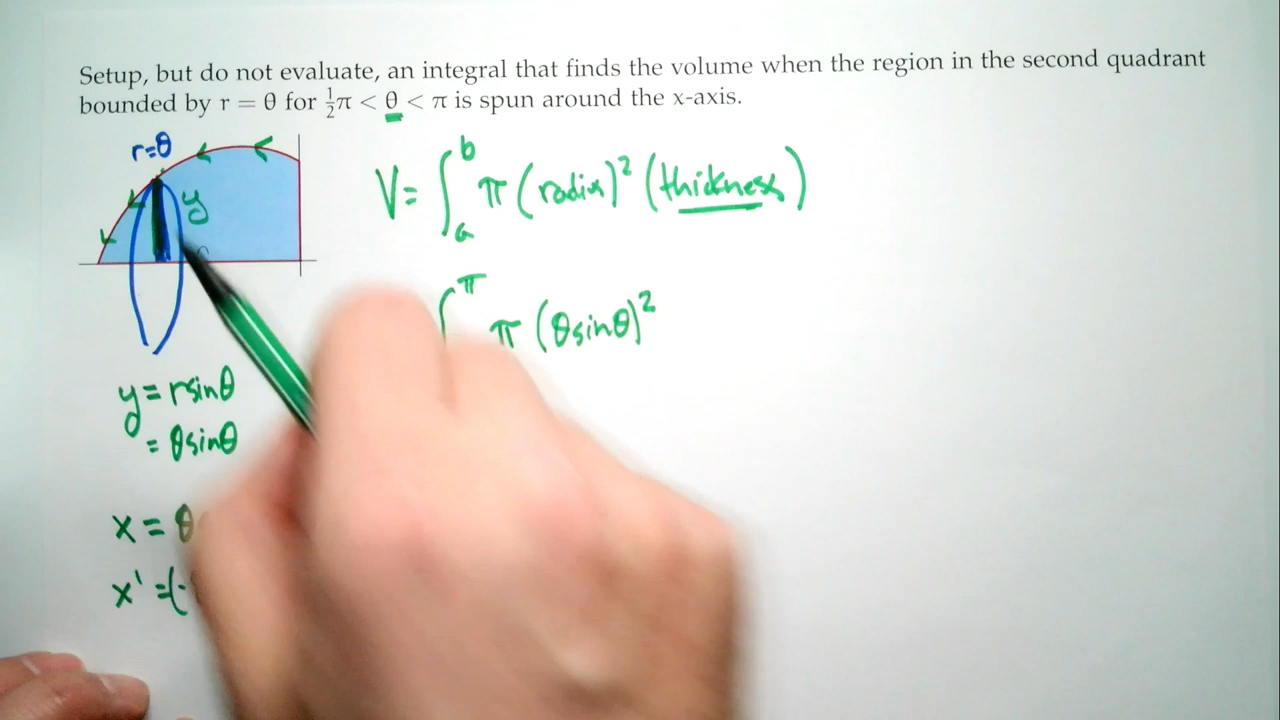 Setup, but do not evaluate, an integral that finds the volume when the region in the second quadrant
bounded by r = θ for ½π < θ < π is spun around the x-axis.
r=θ
y
V= ∫ₐᵇ π (radius)² (thickness)
π
π (θsinθ)²
y = rsinθ
= θsinθ
x = θ
x' =(-